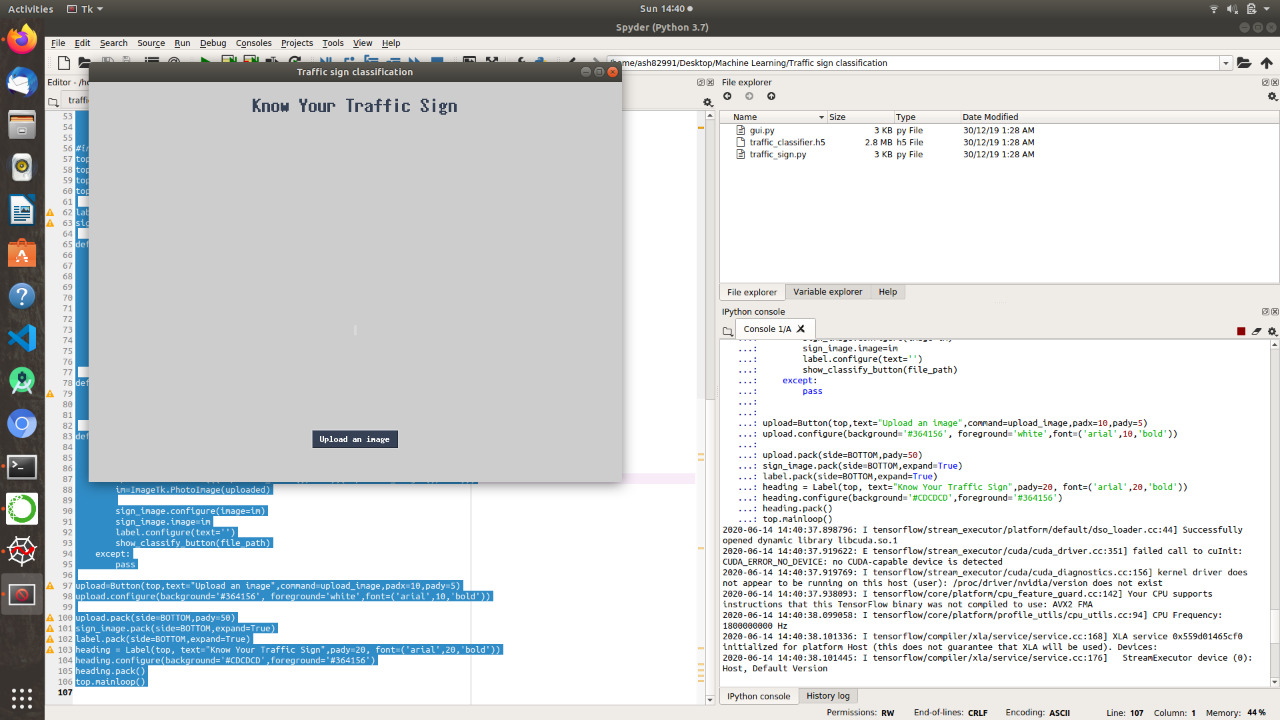 Activities
Tk
Sun 14:40
Spyder (Python 3.7)
File Edit Search Source Run Debug Consoles Projects Tools View Help
/home/ash82991/Desktop/Machine Learning/Traffic sign classification
Editor - /ho
Traffic sign classification
Know Your Traffic Sign
Upload an image
53
54
55
56 #i
57 top
58 top
59 top
60 top
61
62 lab
63 sig
64
65 def
66
67
68
69
70
71
72
73
74
75
76
77
78 def
79
80
81
82
83 def
84
85
86
87
88 im=ImageTk.PhotoImage(uploaded)
89
90 sign_image.configure(image=im)
91 sign_image.image=im
92 label.configure(text='')
93 show_classify_button(file_path)
94 except:
95 pass
96
97 upload=Button(top,text="Upload an image",command=upload_image,padx=10,pady=5)
98 upload.configure(background='#364156', foreground='white',font=('arial',10,'bold'))
99
100 upload.pack(side=BOTTOM,pady=50)
101 sign_image.pack(side=BOTTOM,expand=True)
102 label.pack(side=BOTTOM,expand=True)
103 heading = Label(top, text="Know Your Traffic Sign",pady=20, font=('arial',20,'bold'))
104 heading.configure(background='#CDCDCD',foreground='#364156')
105 heading.pack()
106 top.mainloop()
107
File explorer
Name Size Type Date Modified
gui.py 3 KB py File 30/12/19 1:28 AM
traffic_classifier.h5 2.8 MB h5 File 30/12/19 1:28 AM
traffic_sign.py 3 KB py File 30/12/19 1:28 AM
File explorer Variable explorer Help
IPython console
Console 1/A
...: sign_image.image=im
...: label.configure(text='')
...: show_classify_button(file_path)
...: except:
...: pass
...:
...:
...: upload=Button(top,text="Upload an image",command=upload_image,padx=10,pady=5)
...: upload.configure(background='#364156', foreground='white',font=('arial',10,'bold'))
...:
...: upload.pack(side=BOTTOM,pady=50)
...: sign_image.pack(side=BOTTOM,expand=True)
...: label.pack(side=BOTTOM,expand=True)
...: heading = Label(top, text="Know Your Traffic Sign",pady=20, font=('arial',20,'bold'))
...: heading.configure(background='#CDCDCD',foreground='#364156')
...: heading.pack()
...: top.mainloop()
2020-06-14 14:40:37.898796: I tensorflow/stream_executor/platform/default/dso_loader.cc:44] Successfully
opened dynamic library libcuda.so.1
2020-06-14 14:40:37.919622: E tensorflow/stream_executor/cuda/cuda_driver.cc:351] failed call to cuInit:
CUDA_ERROR_NO_DEVICE: no CUDA-capable device is detected
2020-06-14 14:40:37.919769: I tensorflow/stream_executor/cuda/cuda_diagnostics.cc:156] kernel driver does
not appear to be running on this host (user): /proc/driver/nvidia/version does not exist
2020-06-14 14:40:37.938093: I tensorflow/core/platform/cpu_feature_guard.cc:142] Your CPU supports
instructions that this TensorFlow binary was not compiled to use: AVX2 FMA
2020-06-14 14:40:38.099058: I tensorflow/core/platform/profile_utils/cpu_utils.cc:94] CPU Frequency:
1800000000 Hz
2020-06-14 14:40:38.101336: I tensorflow/compiler/xla/service/service.cc:168] XLA service 0x559d01465cf0
initialized for platform Host (this does not guarantee that XLA will be used). Devices:
2020-06-14 14:40:38.101445: I tensorflow/compiler/xla/service/service.cc:176] StreamExecutor device (0):
Host, Default Version
IPython console History log
Permissions: RW End-of-lines: CRLF Encoding: ASCII Line: 107 Column: 1 Memory: 44 %